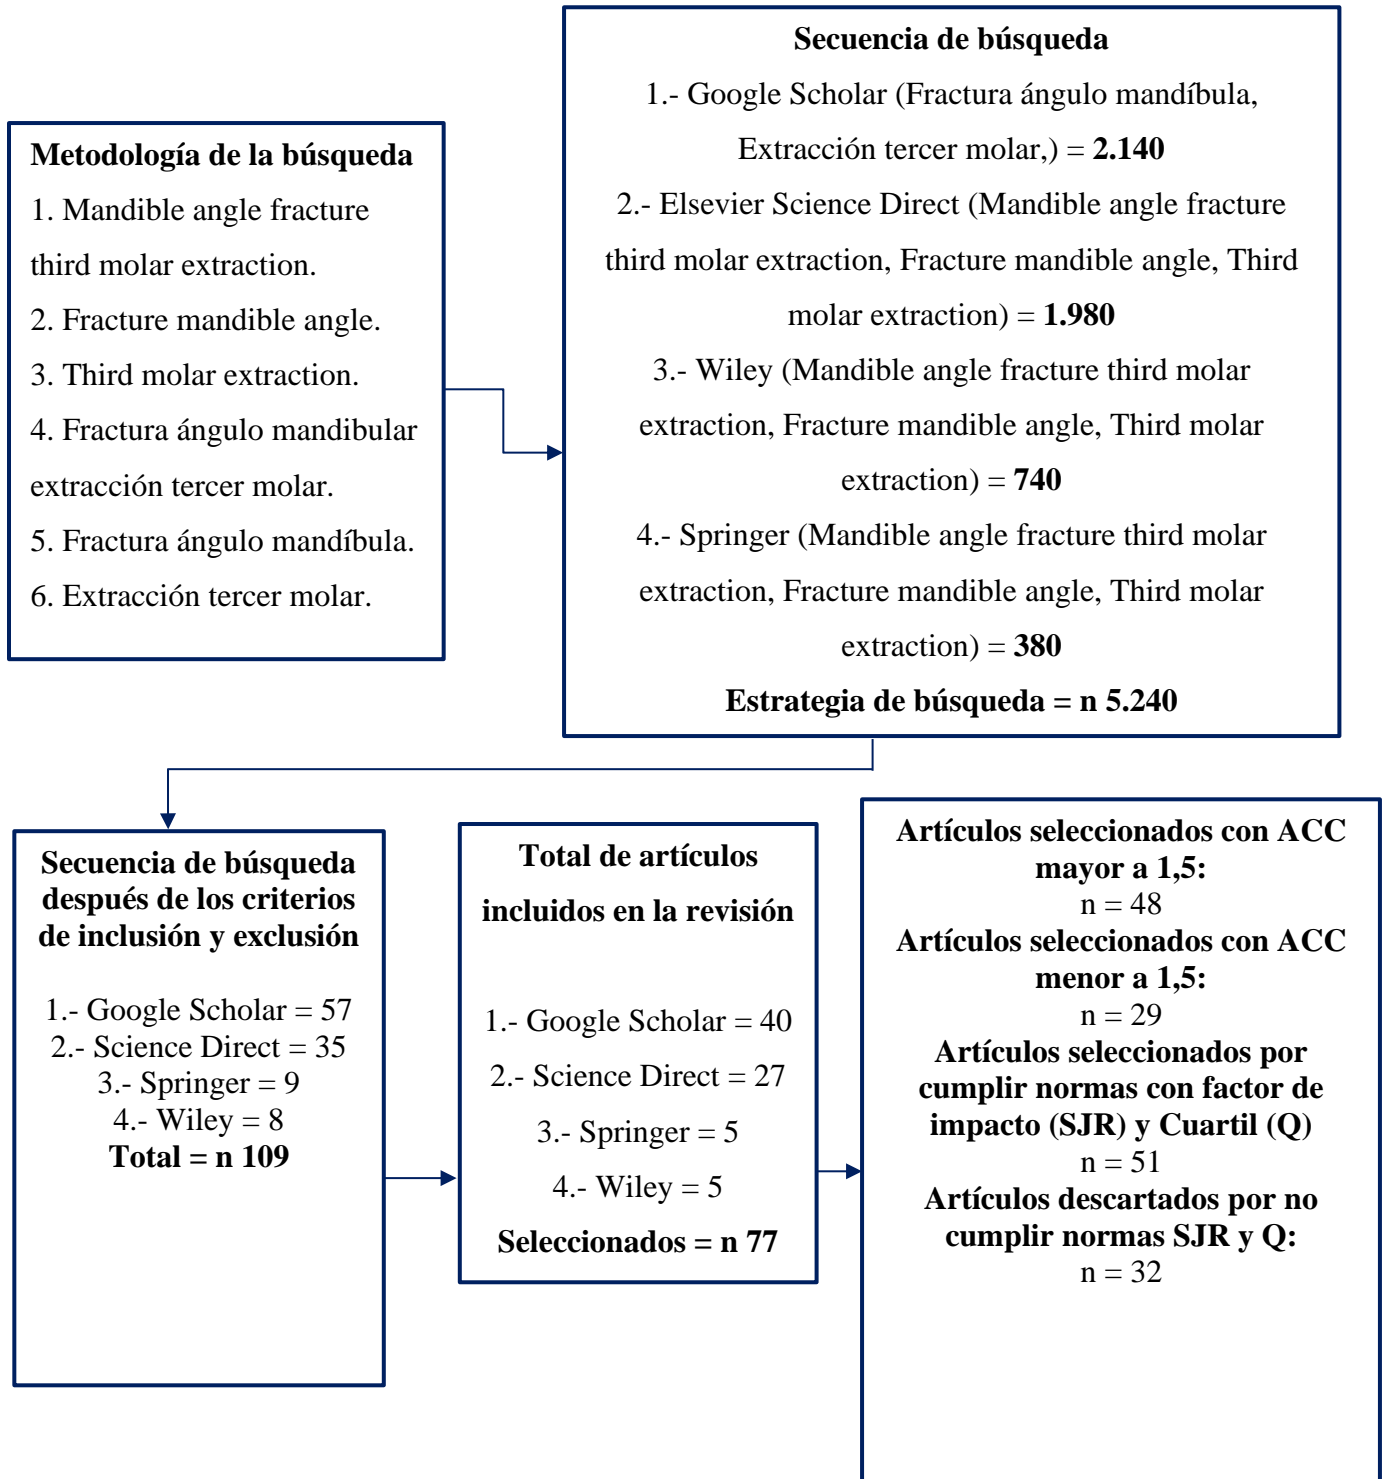 Metodología de la búsqueda
1. Mandible angle fracture
third molar extraction.
2. Fracture mandible angle.
3. Third molar extraction.
4. Fractura ángulo mandibular
extracción tercer molar.
5. Fractura ángulo mandíbula.
6. Extracción tercer molar.
Secuencia de búsqueda
1.- Google Scholar (Fractura ángulo mandíbula,
Extracción tercer molar,) = 2.140
2.- Elsevier Science Direct (Mandible angle fracture
third molar extraction, Fracture mandible angle, Third
molar extraction) = 1.980
3.- Wiley (Mandible angle fracture third molar
extraction, Fracture mandible angle, Third molar
extraction) = 740
4.- Springer (Mandible angle fracture third molar
extraction, Fracture mandible angle, Third molar
extraction) = 380
Estrategia de búsqueda = n 5.240
Secuencia de búsqueda
después de los criterios
de inclusión y exclusión
1.- Google Scholar = 57
2.- Science Direct = 35
3.- Springer = 9
4.- Wiley = 8
Total = n 109
Total de artículos
incluidos en la revisión
1.- Google Scholar = 40
2.- Science Direct = 27
3.- Springer = 5
4.- Wiley = 5
Seleccionados = n 77
Artículos seleccionados con ACC
mayor a 1,5:
n = 48
Artículos seleccionados con ACC
menor a 1,5:
n = 29
Artículos seleccionados por
cumplir normas con factor de
impacto (SJR) y Cuartil (Q)
n = 51
Artículos descartados por no
cumplir normas SJR y Q:
n = 32